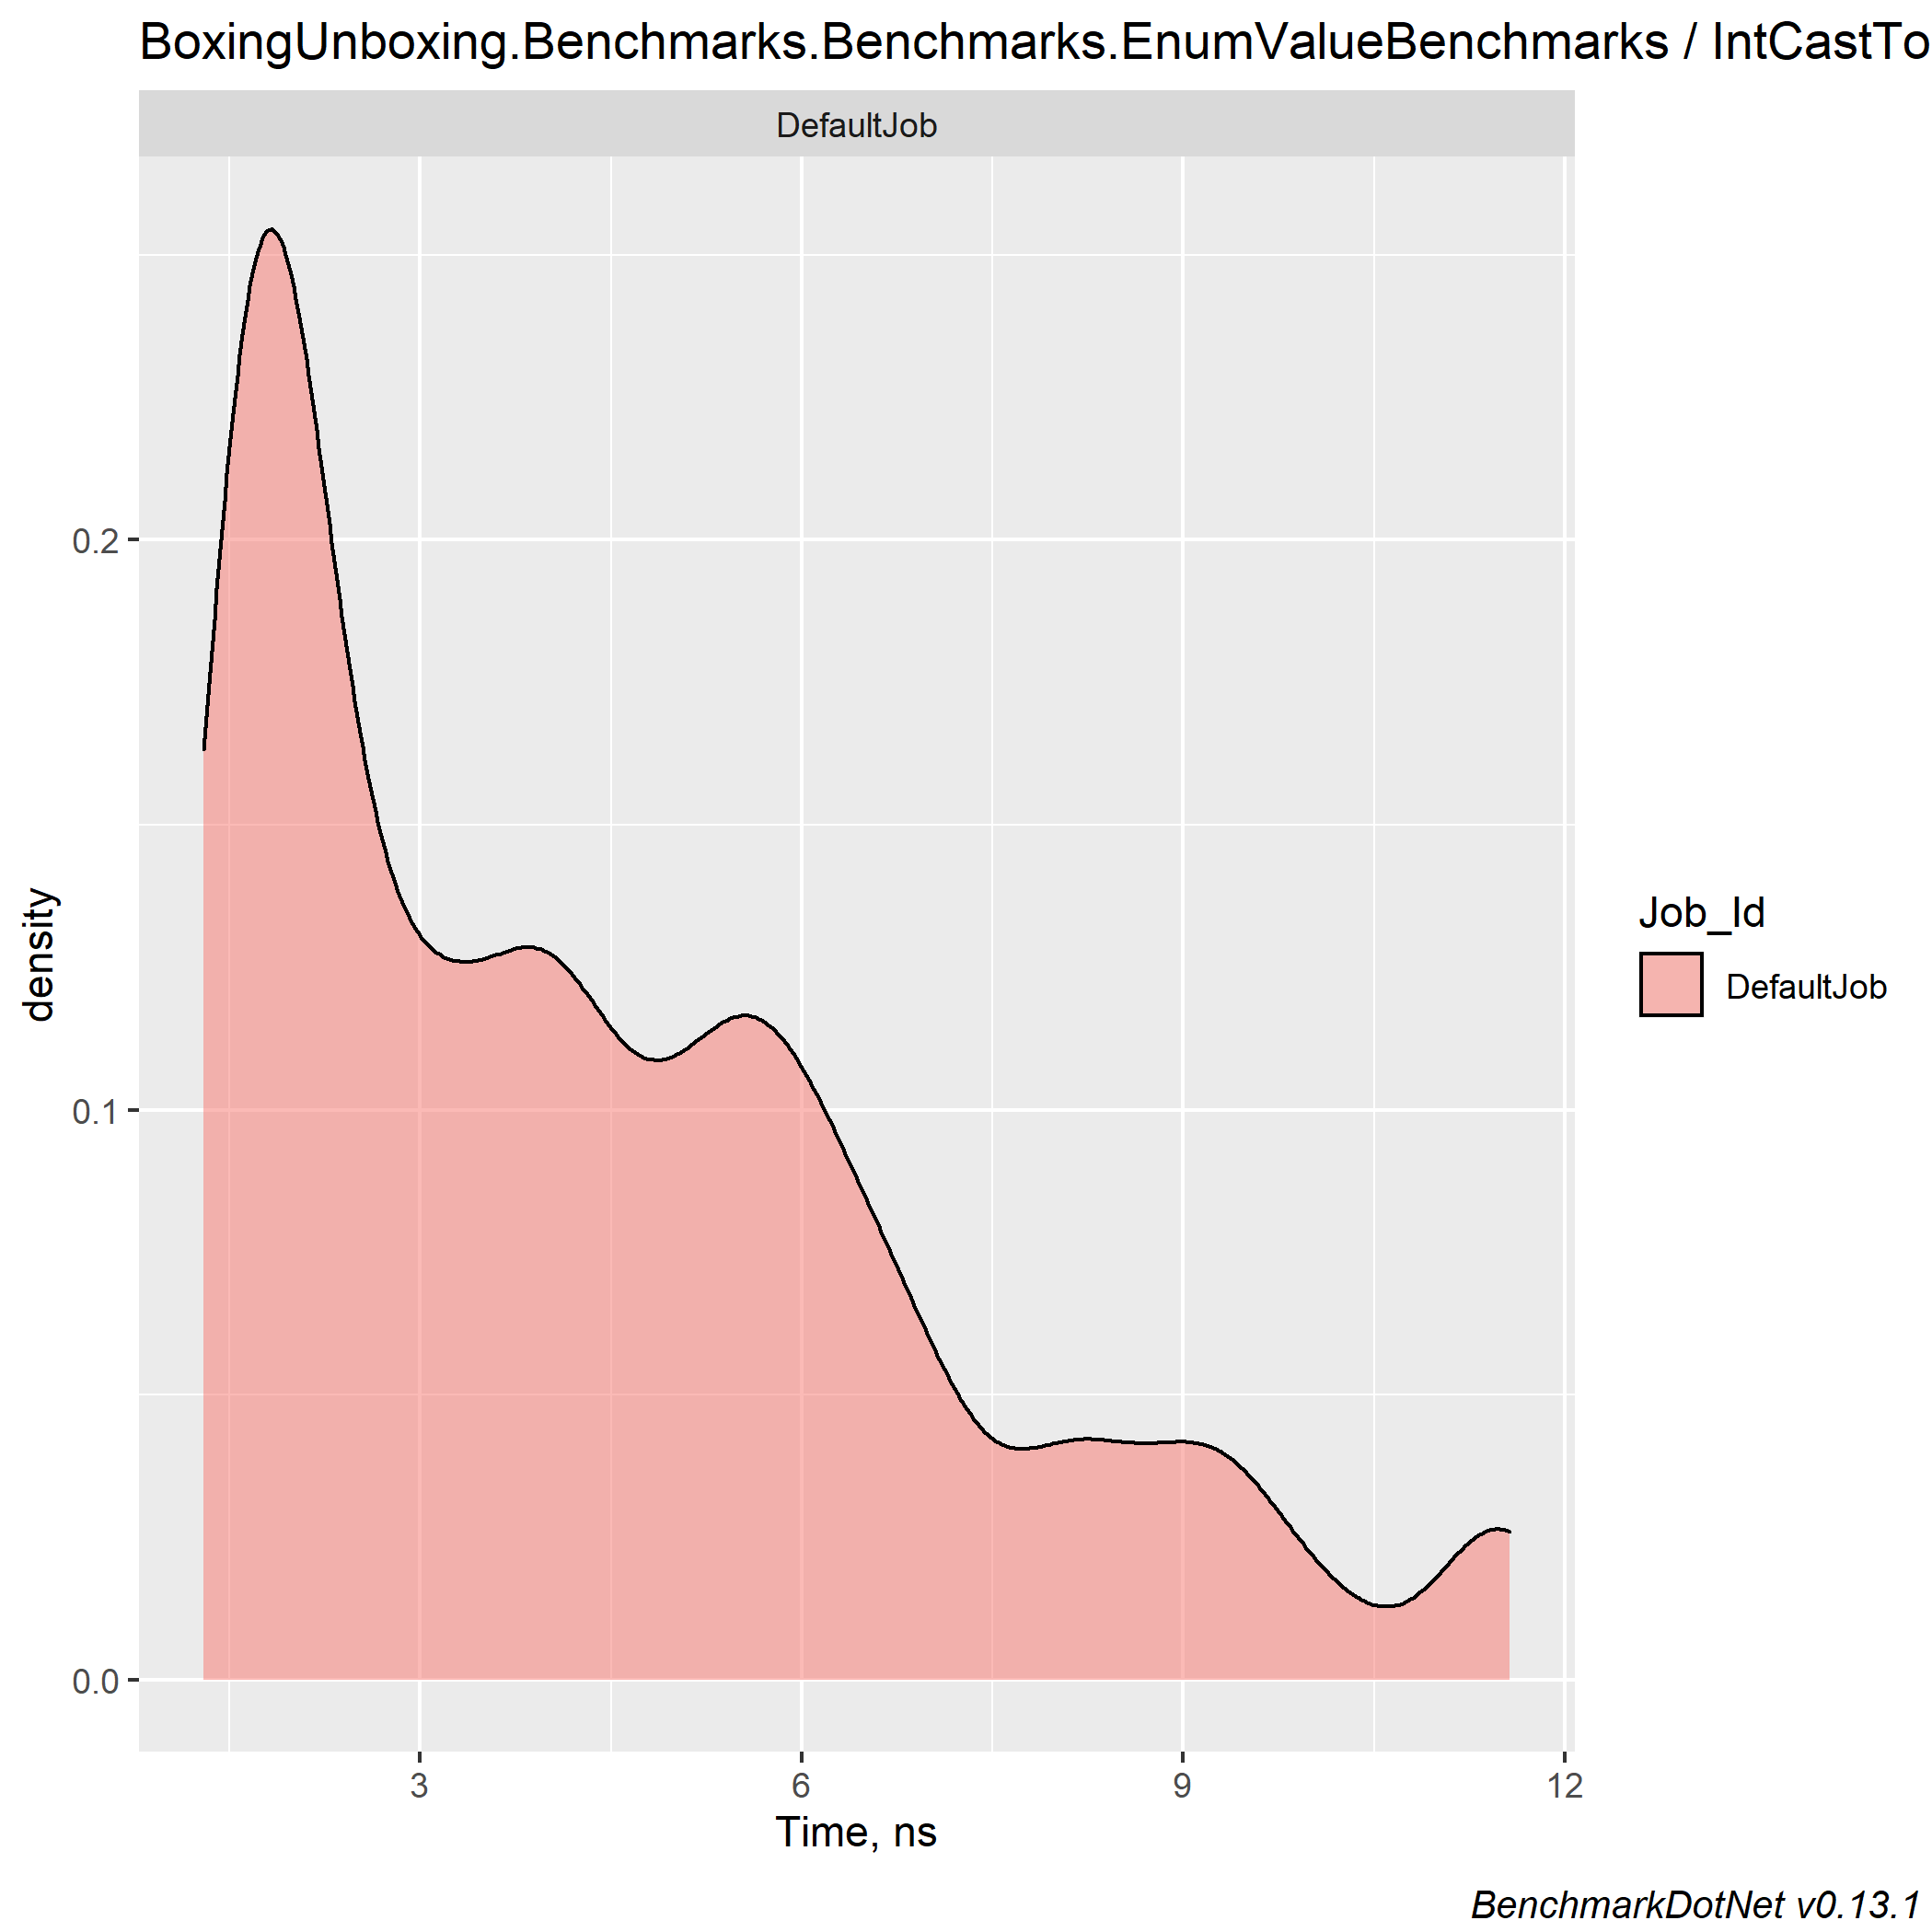 BoxingUnboxing.Benchmarks.Benchmarks.EnumValueBenchmarks / IntCastTo
DefaultJob
density
0.2
0.1
0.0
3 6 9 12
Time, ns
Job_Id
DefaultJob
BenchmarkDotNet v0.13.1